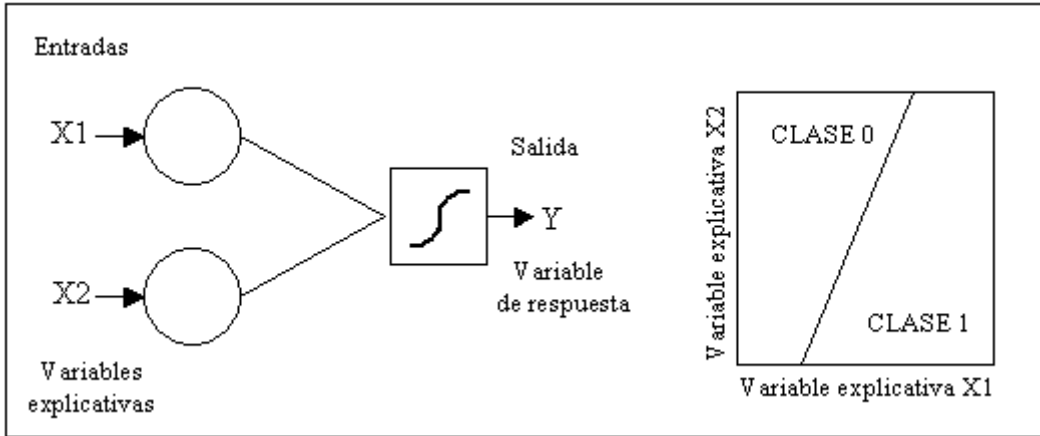 Entradas
X1
X2
Variables
explicativas
Salida
Y
Variable
de respuesta
Variable explicativa X2
CLASE 0
CLASE 1
Variable explicativa X1